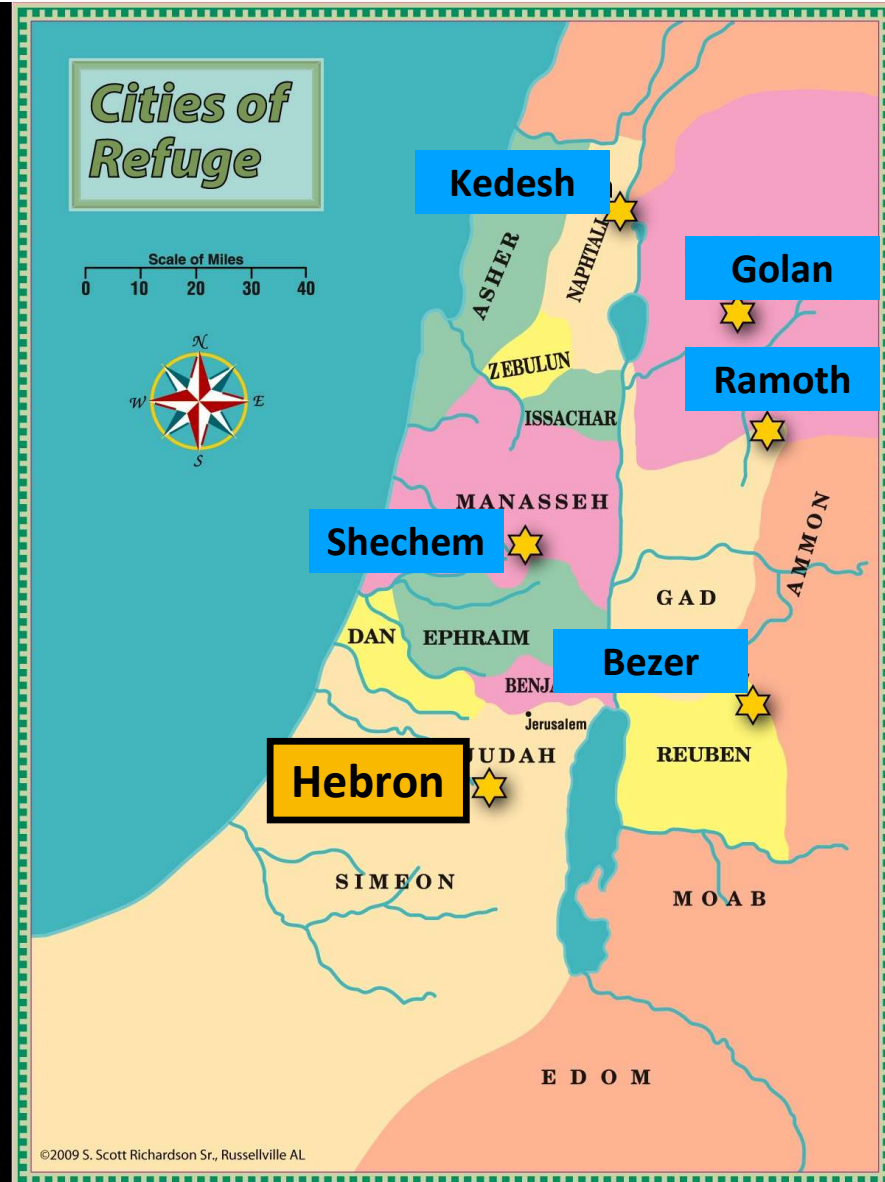 Cities of
Refuge
Scale of Miles
0 10 20 30 40
N
W E
S
Kedesh
ASHER
NAPHTALI
Golan
ZEBULUN
Ramoth
ISSACHAR
MANASSEH
Shechem
AMMON
GAD
DAN
EPHRAIM
Bezer
BENJA
Jerusalem
JUDAH
REUBEN
Hebron
SIMEON
MOAB
EDOM
©2009 S. Scott Richardson Sr., Russellville AL